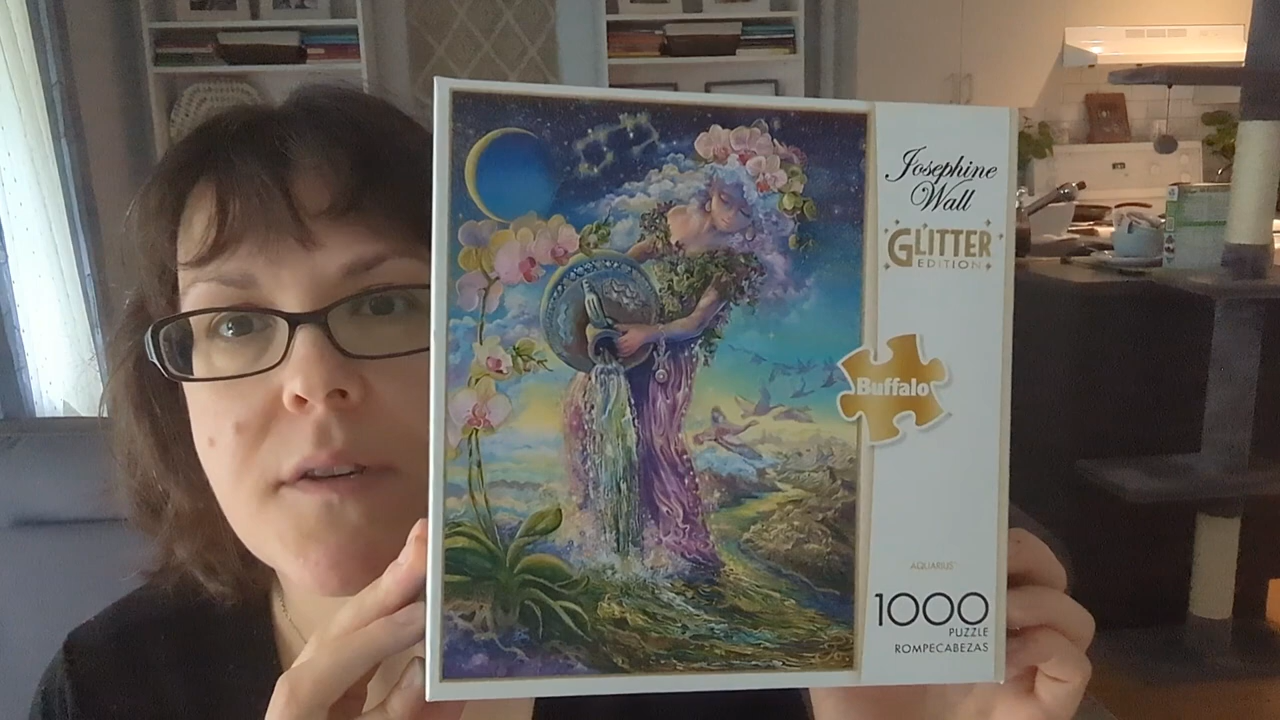 Josephine
Wall
GLITTER
EDITION
Buffalo
AQUARIUS
1000
PUZZLE
ROMPECABEZAS